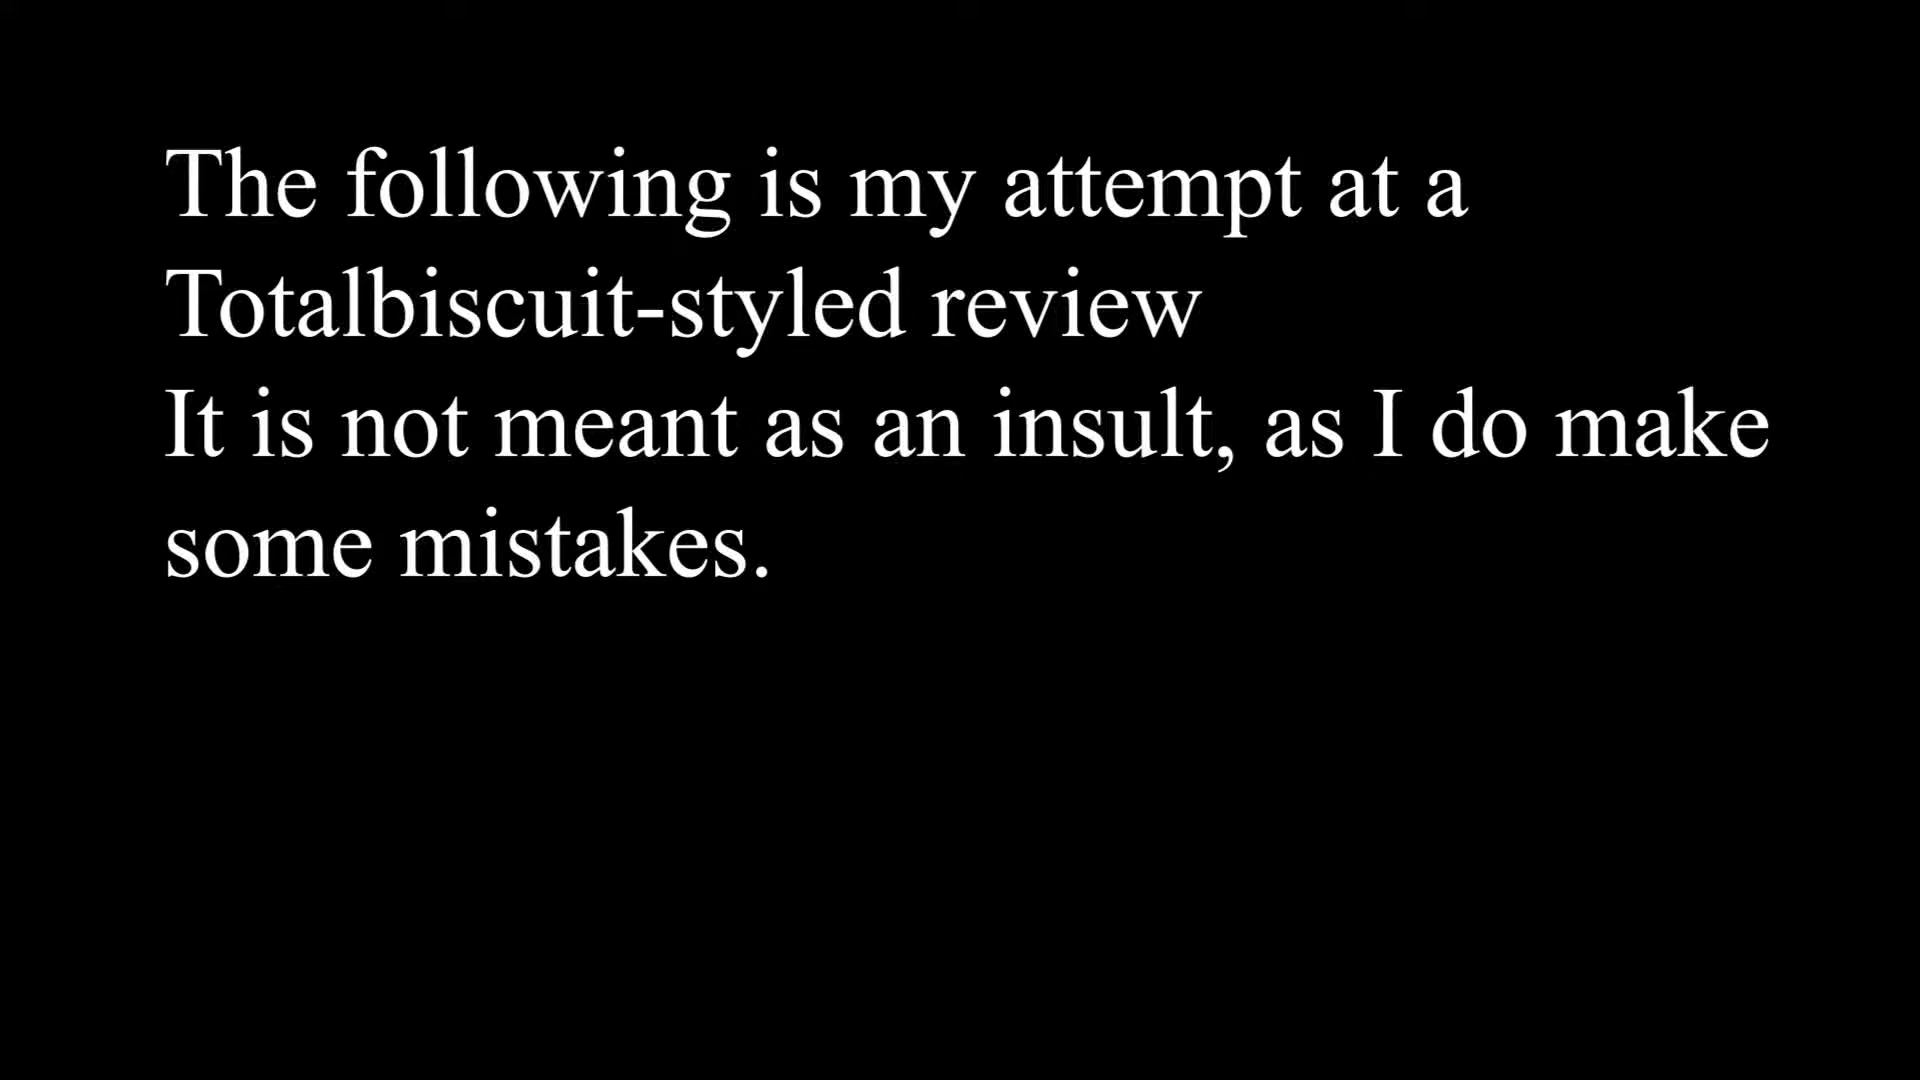 The following is my attempt at a
Totalbiscuit-styled review
It is not meant as an insult, as I do make
some mistakes.